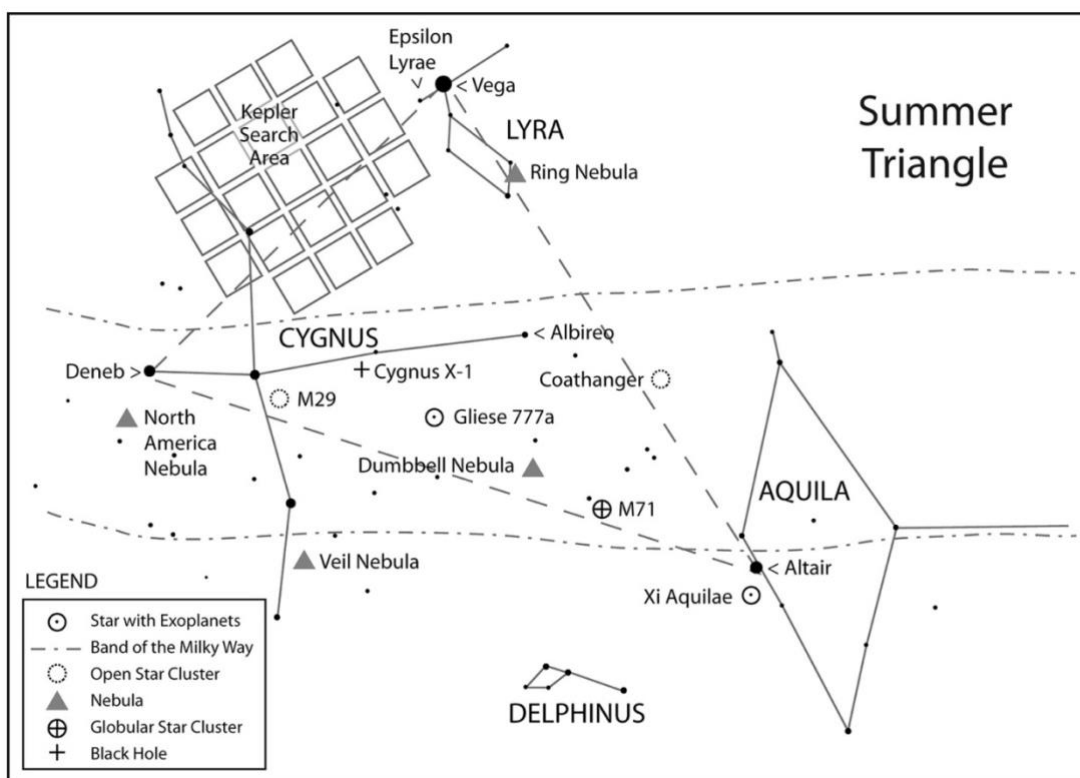 Epsilon
Lyrae
< Vega
Summer
Triangle
Kepler
Search
Area
LYRA
Ring Nebula
CYGNUS
< Albireo
Deneb >
Cygnus X-1
Coathanger
M29
North
America
Nebula
Gliese 777a
Dumbbell Nebula
AQUILA
M71
Veil Nebula
< Altair
Xi Aquilae
LEGEND
Star with Exoplanets
Band of the Milky Way
Open Star Cluster
Nebula
Globular Star Cluster
Black Hole
DELPHINUS